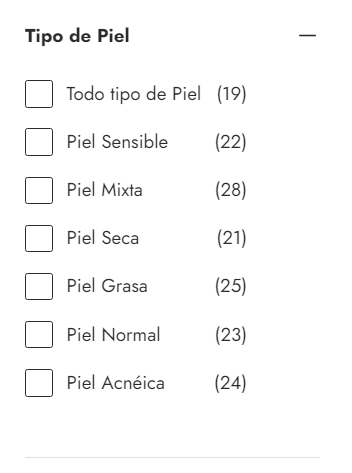 Tipo de Piel
Todo tipo de Piel (19)
Piel Sensible (22)
Piel Mixta (28)
Piel Seca (21)
Piel Grasa (25)
Piel Normal (23)
Piel Acnéica (24)